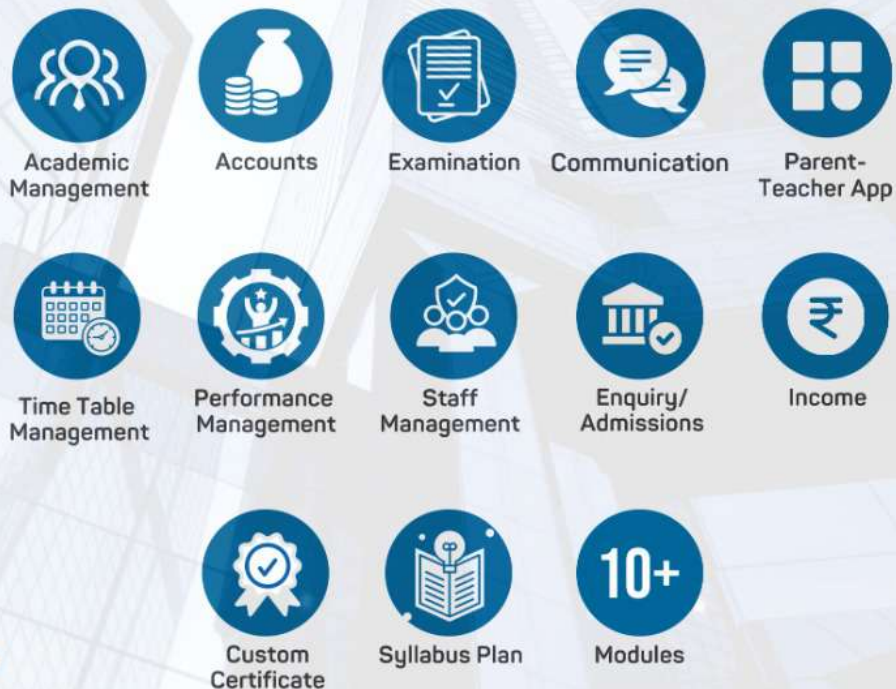 Academic
Management
Accounts
Examination
Communication
Parent-
Teacher App
₹
Time Table
Management
Performance
Management
Staff
Management
Enquiry/
Admissions
Income
10+
Custom
Certificate
Syllabus Plan
Modules